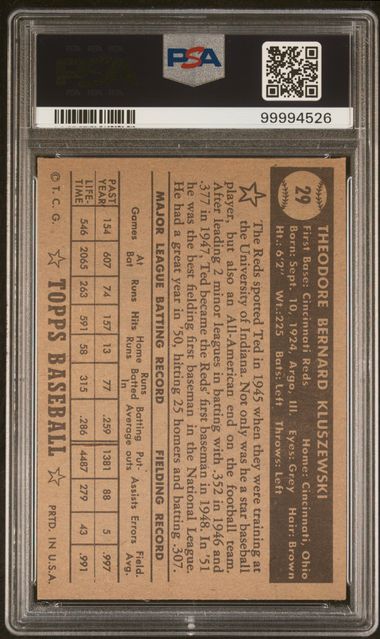 PSA
99994526
29
THEODORE BERNARD KLUSZEWSKI
First Base: Cincinnati Reds Home: Cincinnati, Ohio
Born: Sept. 10, 1924, Argo, Ill. Eyes: Grey Hair: Brown
Ht.: 6'2" Wt.: 225 Bats: Left Throws: Left
The Reds spotted Ted in 1945 when they were training at
the University of Indiana. Not only was he a star baseball
player, but also an All-American end on the football team.
After leading 2 minor leagues in batting with .352 in 1946 and
.377 in 1947, Ted became the Reds' first baseman in 1948. In '51
he was the best fielding first baseman in the National League.
He had a great year in '50, hitting 25 homers and batting .307.
MAJOR LEAGUE BATTING RECORD FIELDING RECORD
Games At Bat Runs Hits Home Runs Runs Batted In Batting Average Put-outs Assists Errors Field. Avg.
PAST YEAR 154 607 74 157 13 77 .259 1381 88 5 .997
LIFE-TIME 546 2065 263 591 58 315 .286 4487 279 43 .991
© T. C. G. TOPPS BASEBALL PRTD. IN U.S.A.